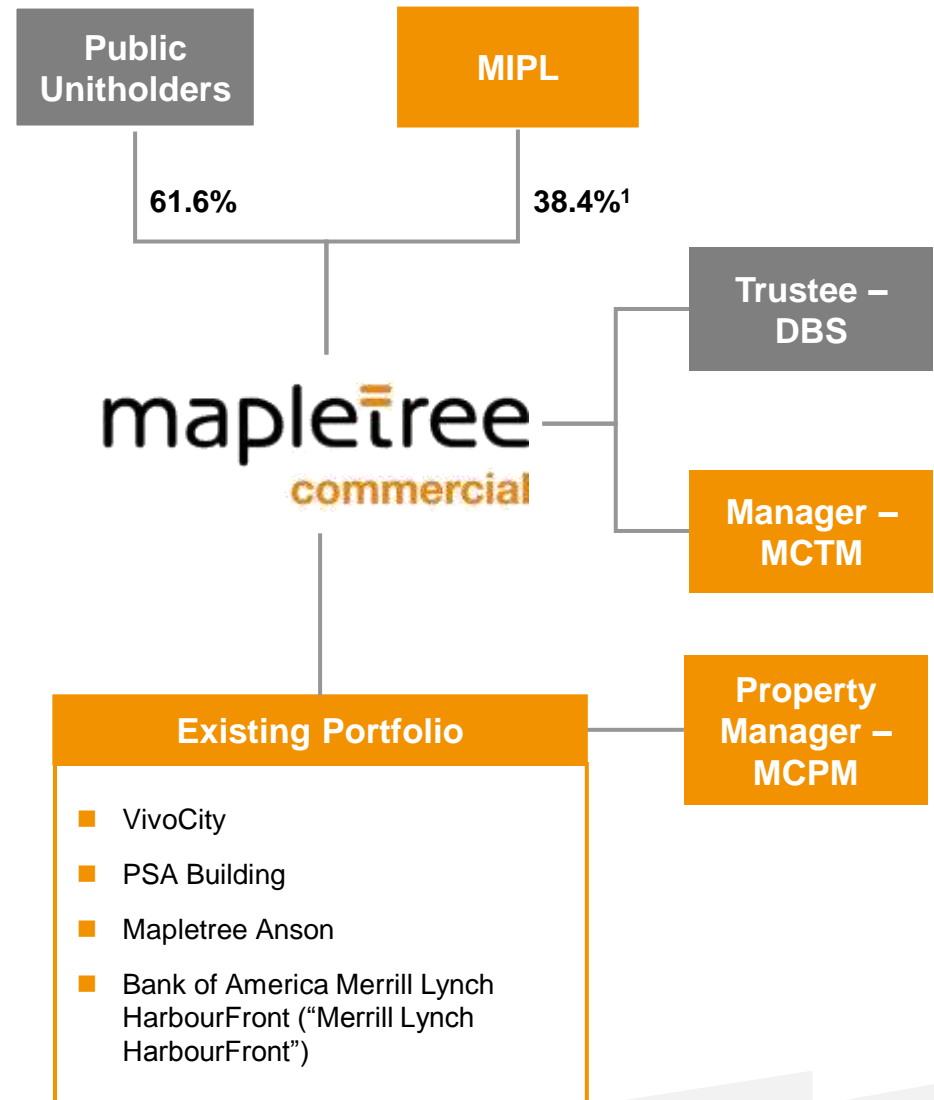 Public
Unitholders
MIPL
61.6%
38.4%¹
Trustee –
DBS
mapletree
commercial
Manager –
MCTM
Property
Manager –
MCPM
Existing Portfolio
VivoCity
PSA Building
Mapletree Anson
Bank of America Merrill Lynch
HarbourFront (“Merrill Lynch
HarbourFront”)